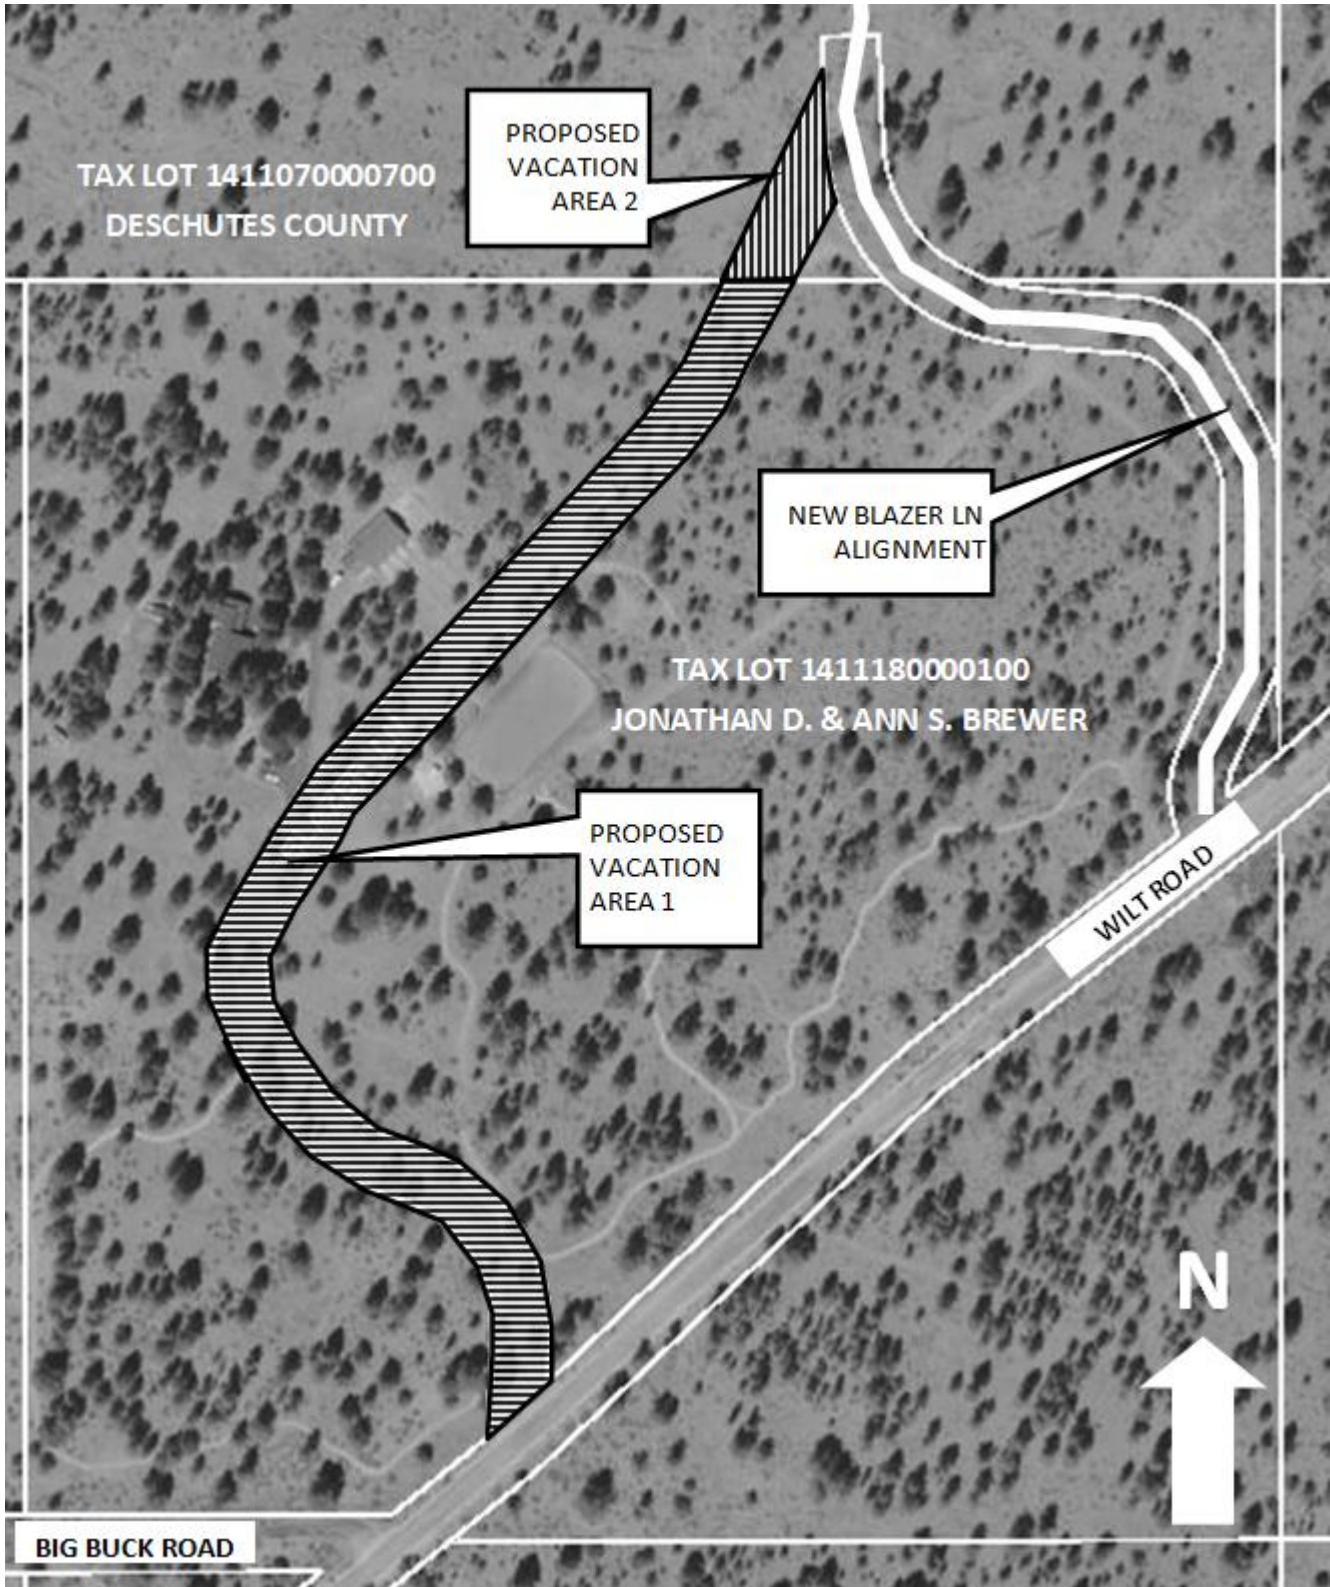 PROPOSED
VACATION
AREA 2
TAX LOT 1411070000700
DESCHUTES COUNTY
NEW BLAZER LN
ALIGNMENT
TAX LOT 1411180000100
JONATHAN D. & ANN S. BREWER
PROPOSED
VACATION
AREA 1
WILT ROAD
N
BIG BUCK ROAD